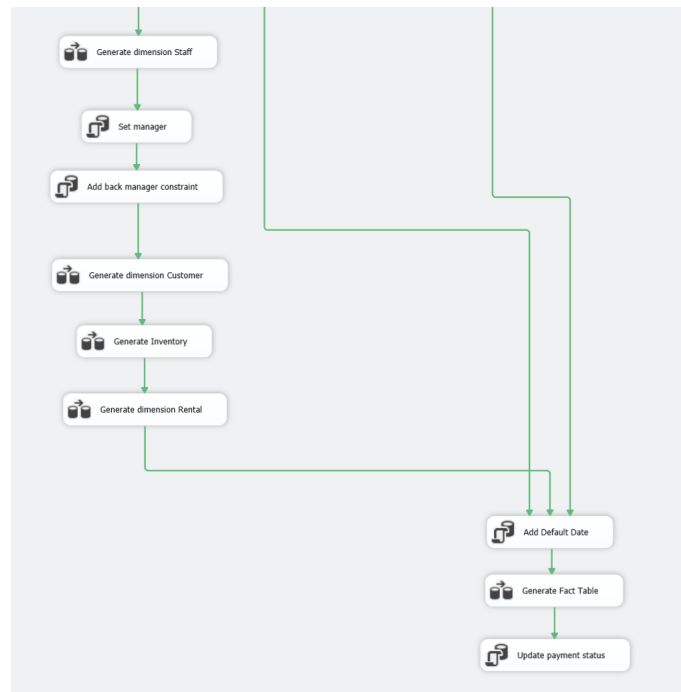 Generate dimension Staff
Set manager
Add back manager constraint
Generate dimension Customer
Generate Inventory
Generate dimension Rental
Add Default Date
Generate Fact Table
Update payment status